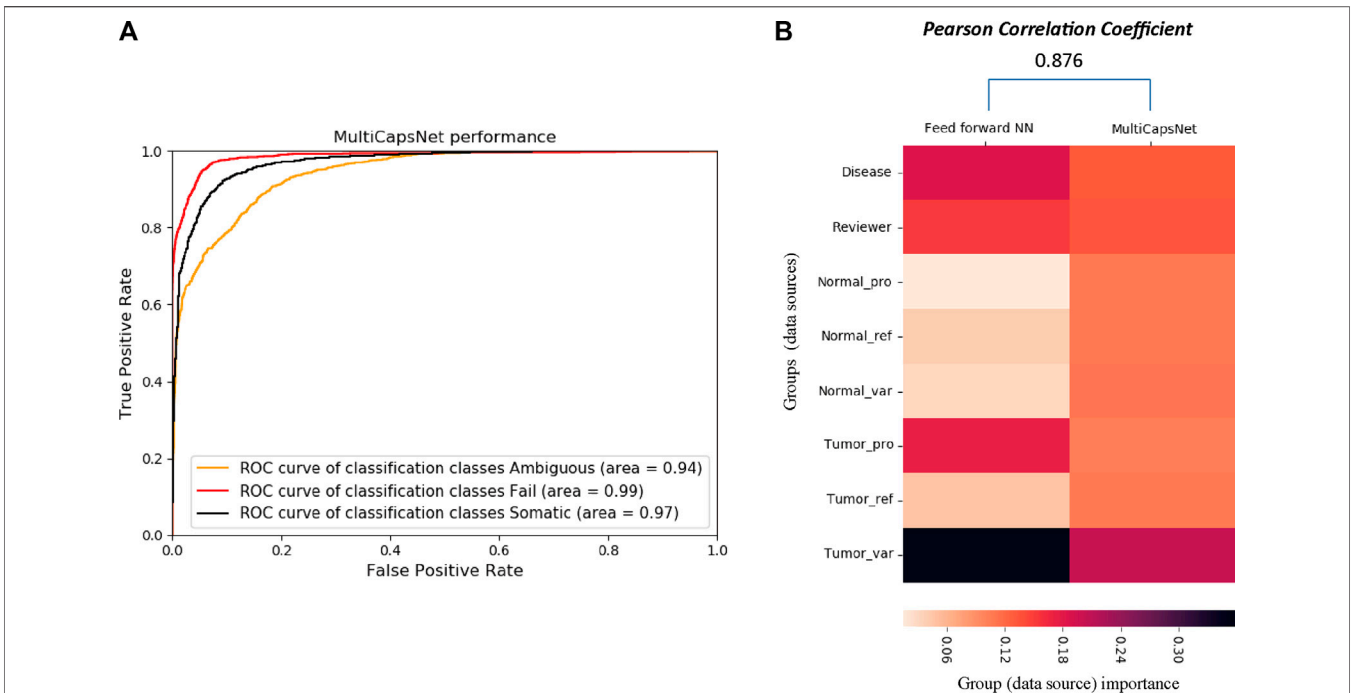 A
MultiCapsNet performance
True Positive Rate
1.0
0.8
0.6
0.4
0.2
0.0
ROC curve of classification classes Ambiguous (area = 0.94)
ROC curve of classification classes Fail (area = 0.99)
ROC curve of classification classes Somatic (area = 0.97)
0.0 0.2 0.4 0.6 0.8 1.0
False Positive Rate
B
Pearson Correlation Coefficient
0.876
Feed forward NN MultiCapsNet
Groups (data sources)
Disease
Reviewer
Normal_pro
Normal_ref
Normal_var
Tumor_pro
Tumor_ref
Tumor_var
0.06 0.12 0.18 0.24 0.30
Group (data source) importance